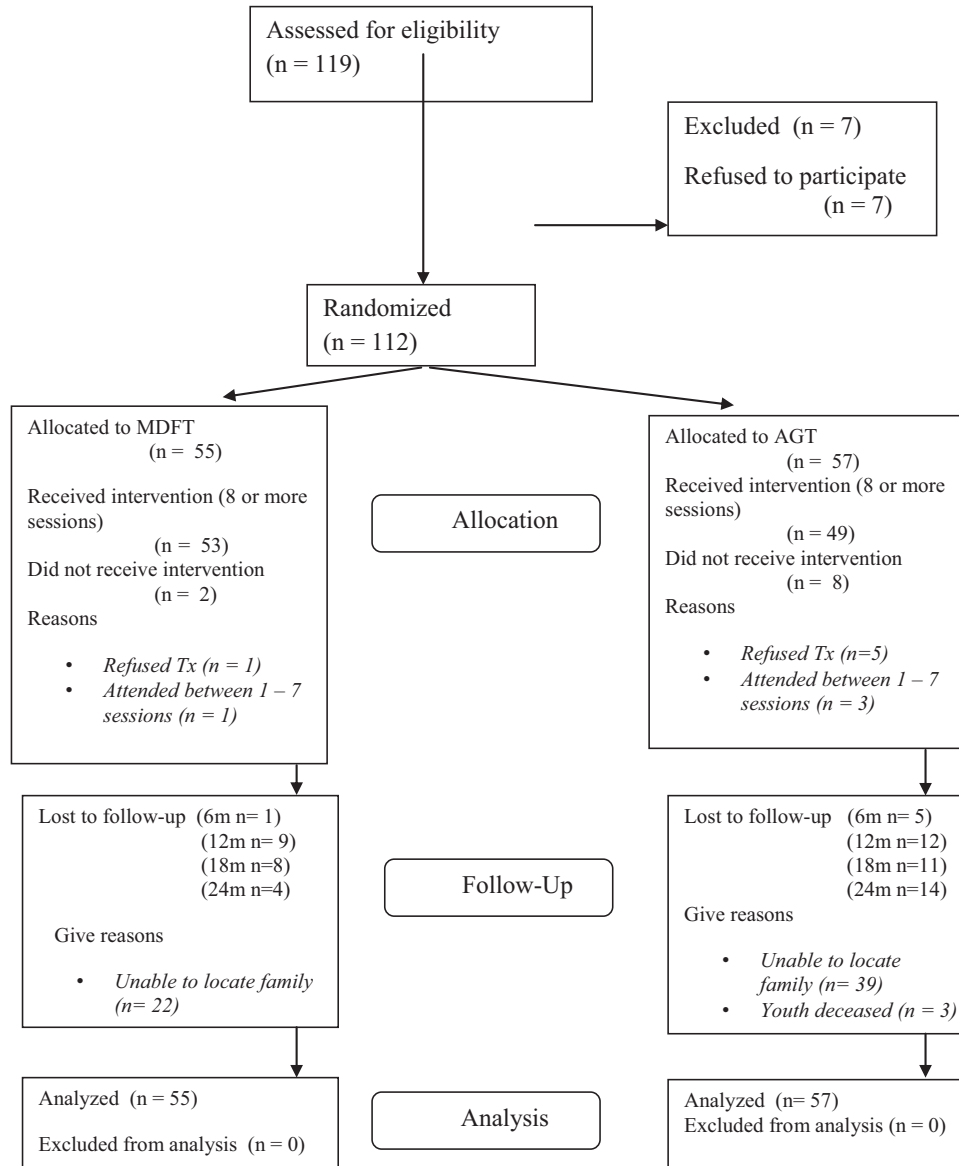 Assessed for eligibility
(n = 119)
Excluded  (n = 7)
Refused to participate
(n = 7)
Randomized
(n = 112)
Allocated to MDFT
(n =  55)
Received intervention (8 or more
sessions)
(n = 53)
Did not receive intervention
(n =  2)
Reasons
• Refused Tx (n = 1)
• Attended between 1 – 7
sessions (n = 1)
Allocation
Allocated to AGT
(n =  57)
Received intervention (8 or more
sessions)
(n = 49)
Did not receive intervention
(n =  8)
Reasons
• Refused Tx (n=5)
• Attended between 1 – 7
sessions (n = 3)
Lost to follow-up  (6m n= 1)
(12m n= 9)
(18m n=8)
(24m n=4)
Give reasons
• Unable to locate family
(n= 22)
Follow-Up
Lost to follow-up   (6m n= 5)
(12m n=12)
(18m n=11)
(24m n=14)
Give reasons
• Unable to locate
family (n= 39)
• Youth deceased (n = 3)
Analyzed  (n = 55)
Excluded from analysis (n = 0)
Analysis
Analyzed  (n= 57)
Excluded from analysis (n = 0)